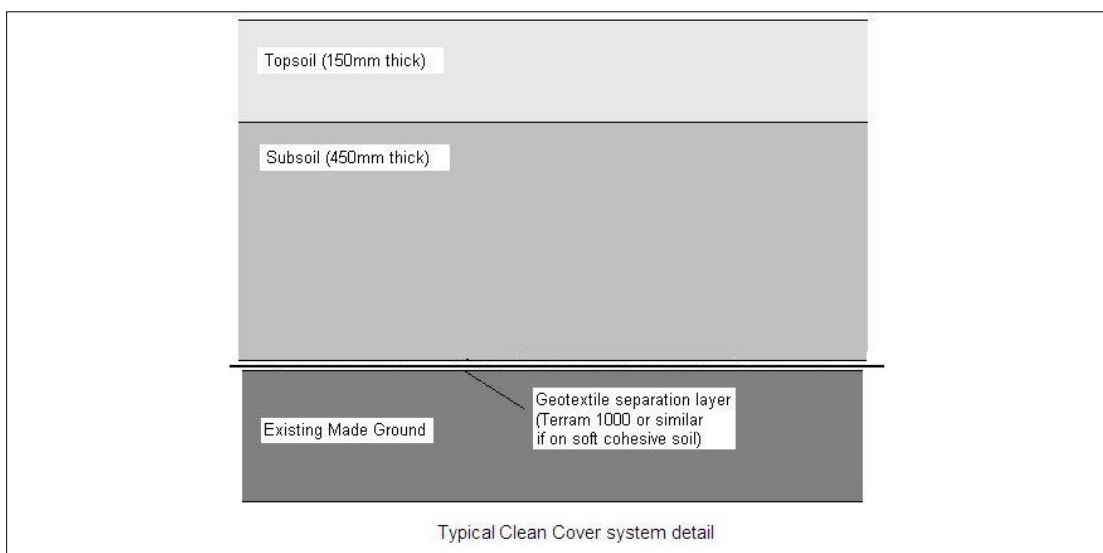 Topsoil (150mm thick)
Subsoil (450mm thick)
Geotextile separation layer
(Terram 1000 or similar
if on soft cohesive soil)
Existing Made Ground
Typical Clean Cover system detail